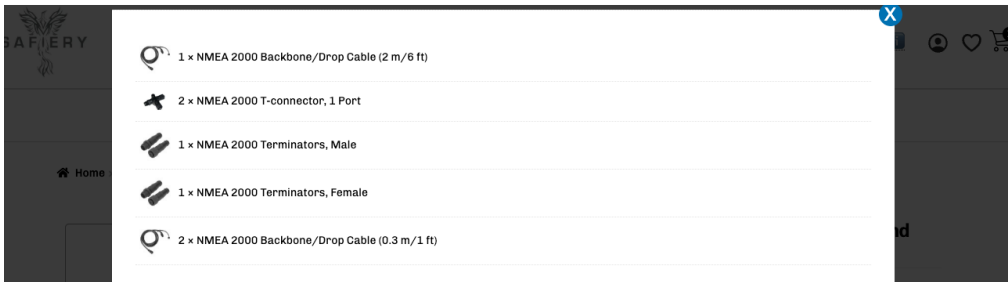 SAFIERY
X
1 × NMEA 2000 Backbone/Drop Cable (2 m/6 ft)
2 × NMEA 2000 T-connector, 1 Port
1 × NMEA 2000 Terminators, Male
Home
1 × NMEA 2000 Terminators, Female
nd
2 × NMEA 2000 Backbone/Drop Cable (0.3 m/1 ft)